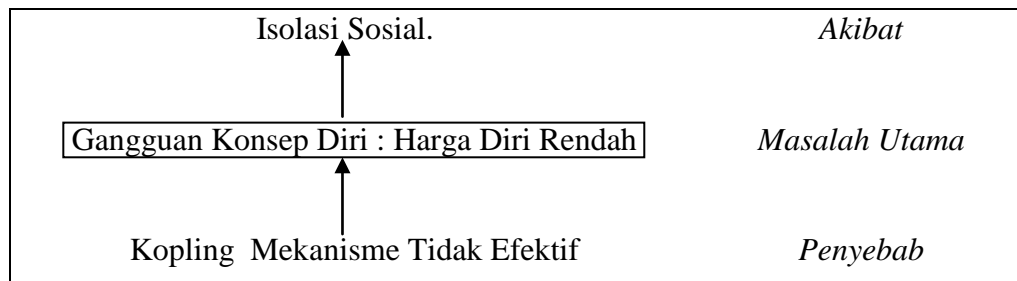 Isolasi Sosial. Akibat
Gangguan Konsep Diri : Harga Diri Rendah Masalah Utama
Kopling Mekanisme Tidak Efektif Penyebab